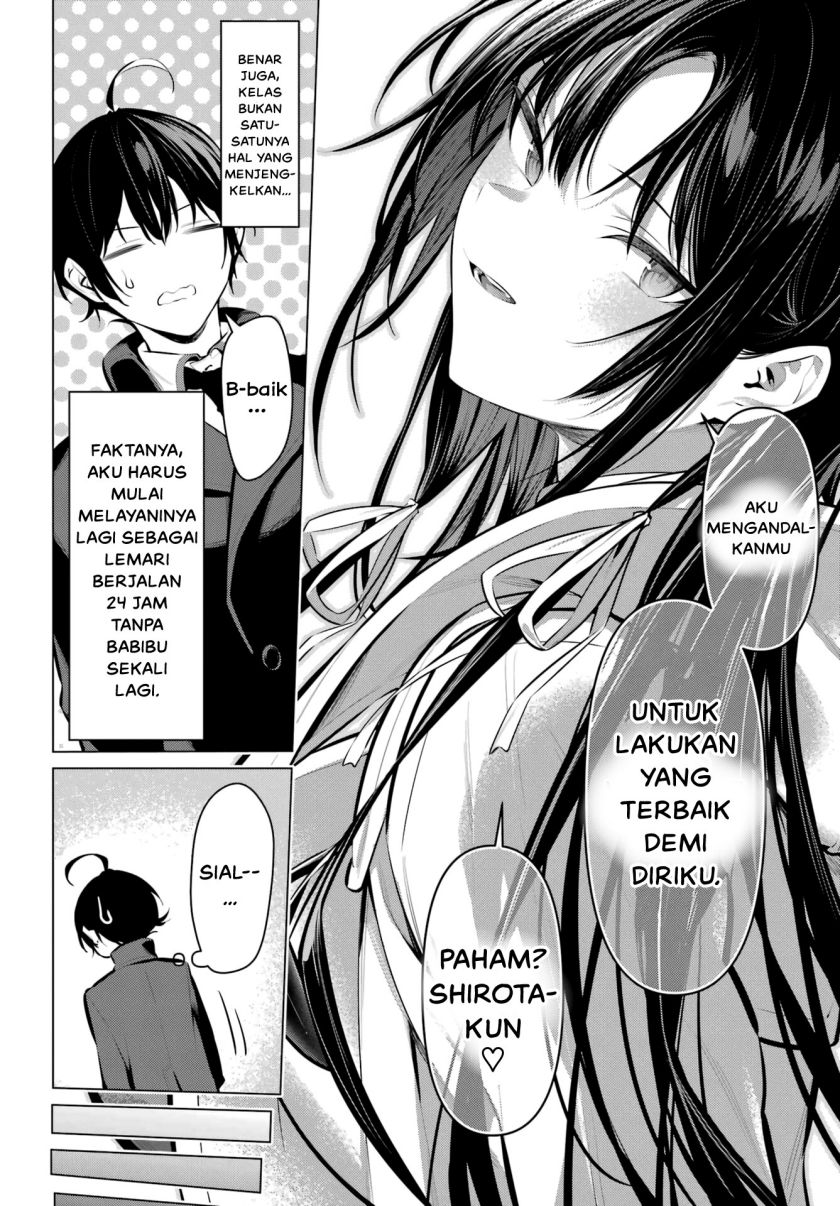 AKU
MENGANDAL-
KANMU
UNTUK
LAKUKAN
YANG
TERBAIK
DEMI
DIRIKU.
PAHAM?
SHIROTA-
KUN
♡
BENAR
JUGA,
KELAS
BUKAN
SATU-
SATUNYA
HAL YANG
MENJENG-
KELKAN...
B-baik
...
FAKTANYA,
AKU HARUS
MULAI
MELAYANINYA
LAGI SEBAGAI
LEMARI
BERJALAN
24 JAM
TANPA
BABIBU
SEKALI
LAGI.
SIAL--
...